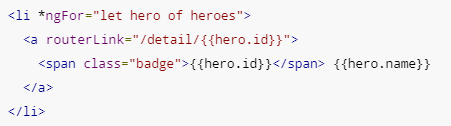 <li *ngFor="let hero of heroes">
<a routerLink="/detail/{{hero.id}}">
<span class="badge">{{hero.id}}</span> {{hero.name}}
</a>
</li>